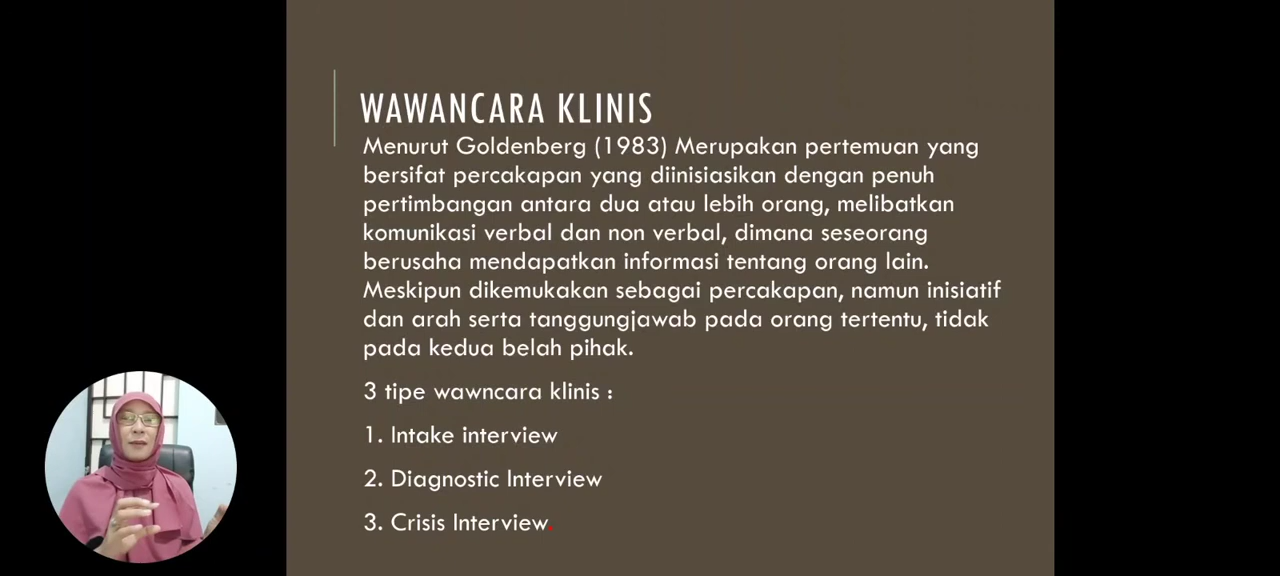 WAWANCARA KLINIS
Menurut Goldenberg (1983) Merupakan pertemuan yang
bersifat percakapan yang diinisiasikan dengan penuh
pertimbangan antara dua atau lebih orang, melibatkan
komunikasi verbal dan non verbal, dimana seseorang
berusaha mendapatkan informasi tentang orang lain.
Meskipun dikemukakan sebagai percakapan, namun inisiatif
dan arah serta tanggungjawab pada orang tertentu, tidak
pada kedua belah pihak.
3 tipe wawncara klinis :
1. Intake interview
2. Diagnostic Interview
3. Crisis Interview.